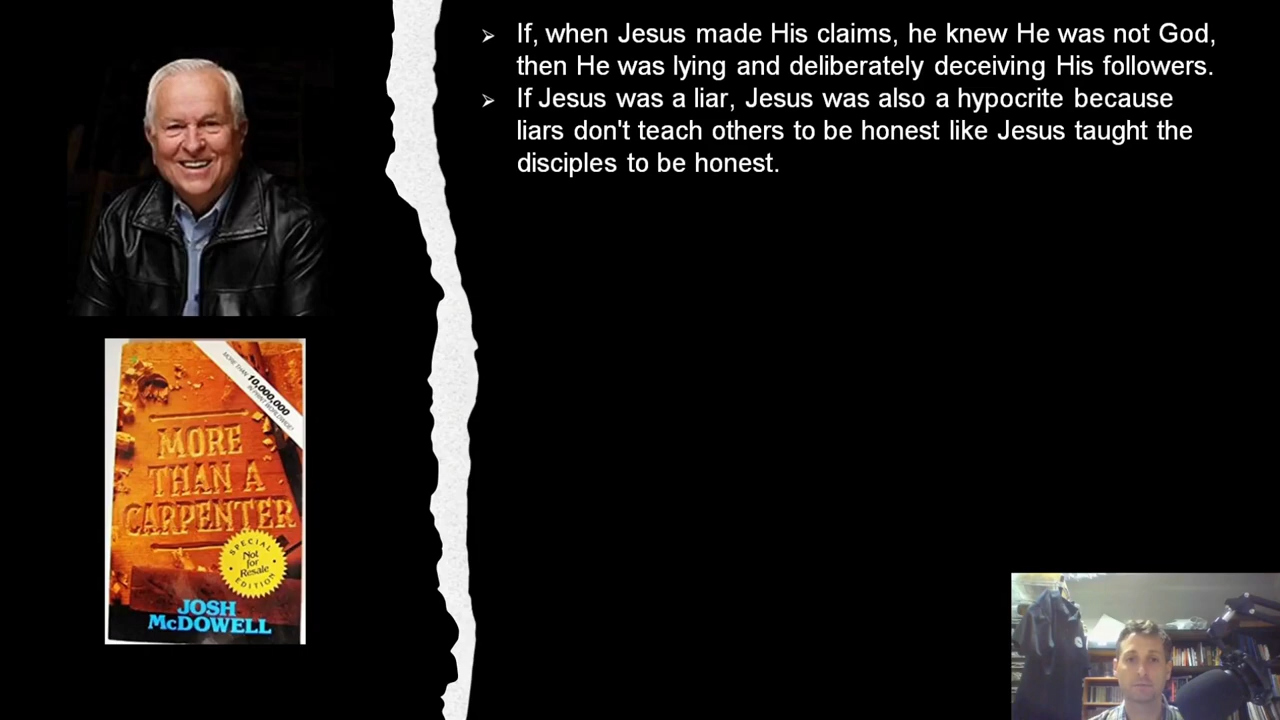 ➢ If, when Jesus made His claims, he knew He was not God,
then He was lying and deliberately deceiving His followers.
➢ If Jesus was a liar, Jesus was also a hypocrite because
liars don't teach others to be honest like Jesus taught the
disciples to be honest.
MORE THAN
10,000,000
IN PRINT WORLDWIDE!
MORE
THAN A
CARPENTER
SPECIAL
Not
for
Resale
EDITION
JOSH
McDOWELL